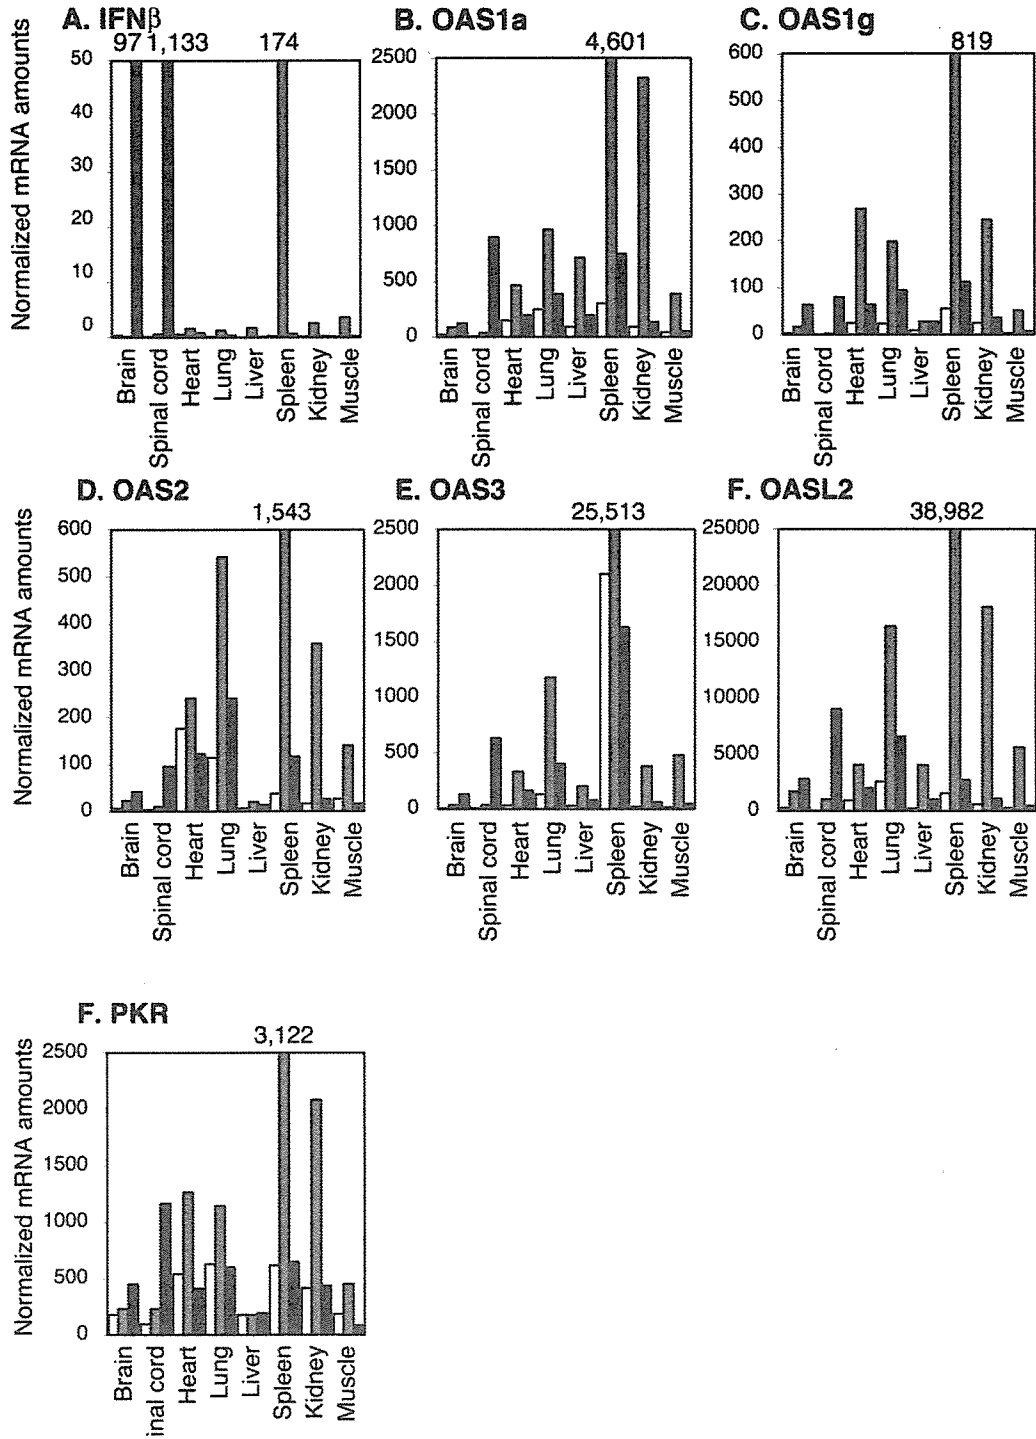 A. IFNβ
B. OAS1a
C. OAS1g
97 1,133 174
4,601
819
Normalized mRNA amounts
50
40
30
20
10
0
2500
2000
1500
1000
500
0
600
500
400
300
200
100
0
Brain
Spinal cord
Heart
Lung
Liver
Spleen
Kidney
Muscle
Brain
Spinal cord
Heart
Lung
Liver
Spleen
Kidney
Muscle
Brain
Spinal cord
Heart
Lung
Liver
Spleen
Kidney
Muscle
D. OAS2
E. OAS3
F. OASL2
1,543
25,513
38,982
Normalized mRNA amounts
600
500
400
300
200
100
0
2500
2000
1500
1000
500
0
25000
20000
15000
10000
5000
0
Brain
Spinal cord
Heart
Lung
Liver
Spleen
Kidney
Muscle
Brain
Spinal cord
Heart
Lung
Liver
Spleen
Kidney
Muscle
Brain
Spinal cord
Heart
Lung
Liver
Spleen
Kidney
Muscle
F. PKR
3,122
Normalized mRNA amounts
2500
2000
1500
1000
500
0
Brain
inal cord
Heart
Lung
Liver
Spleen
Kidney
Muscle